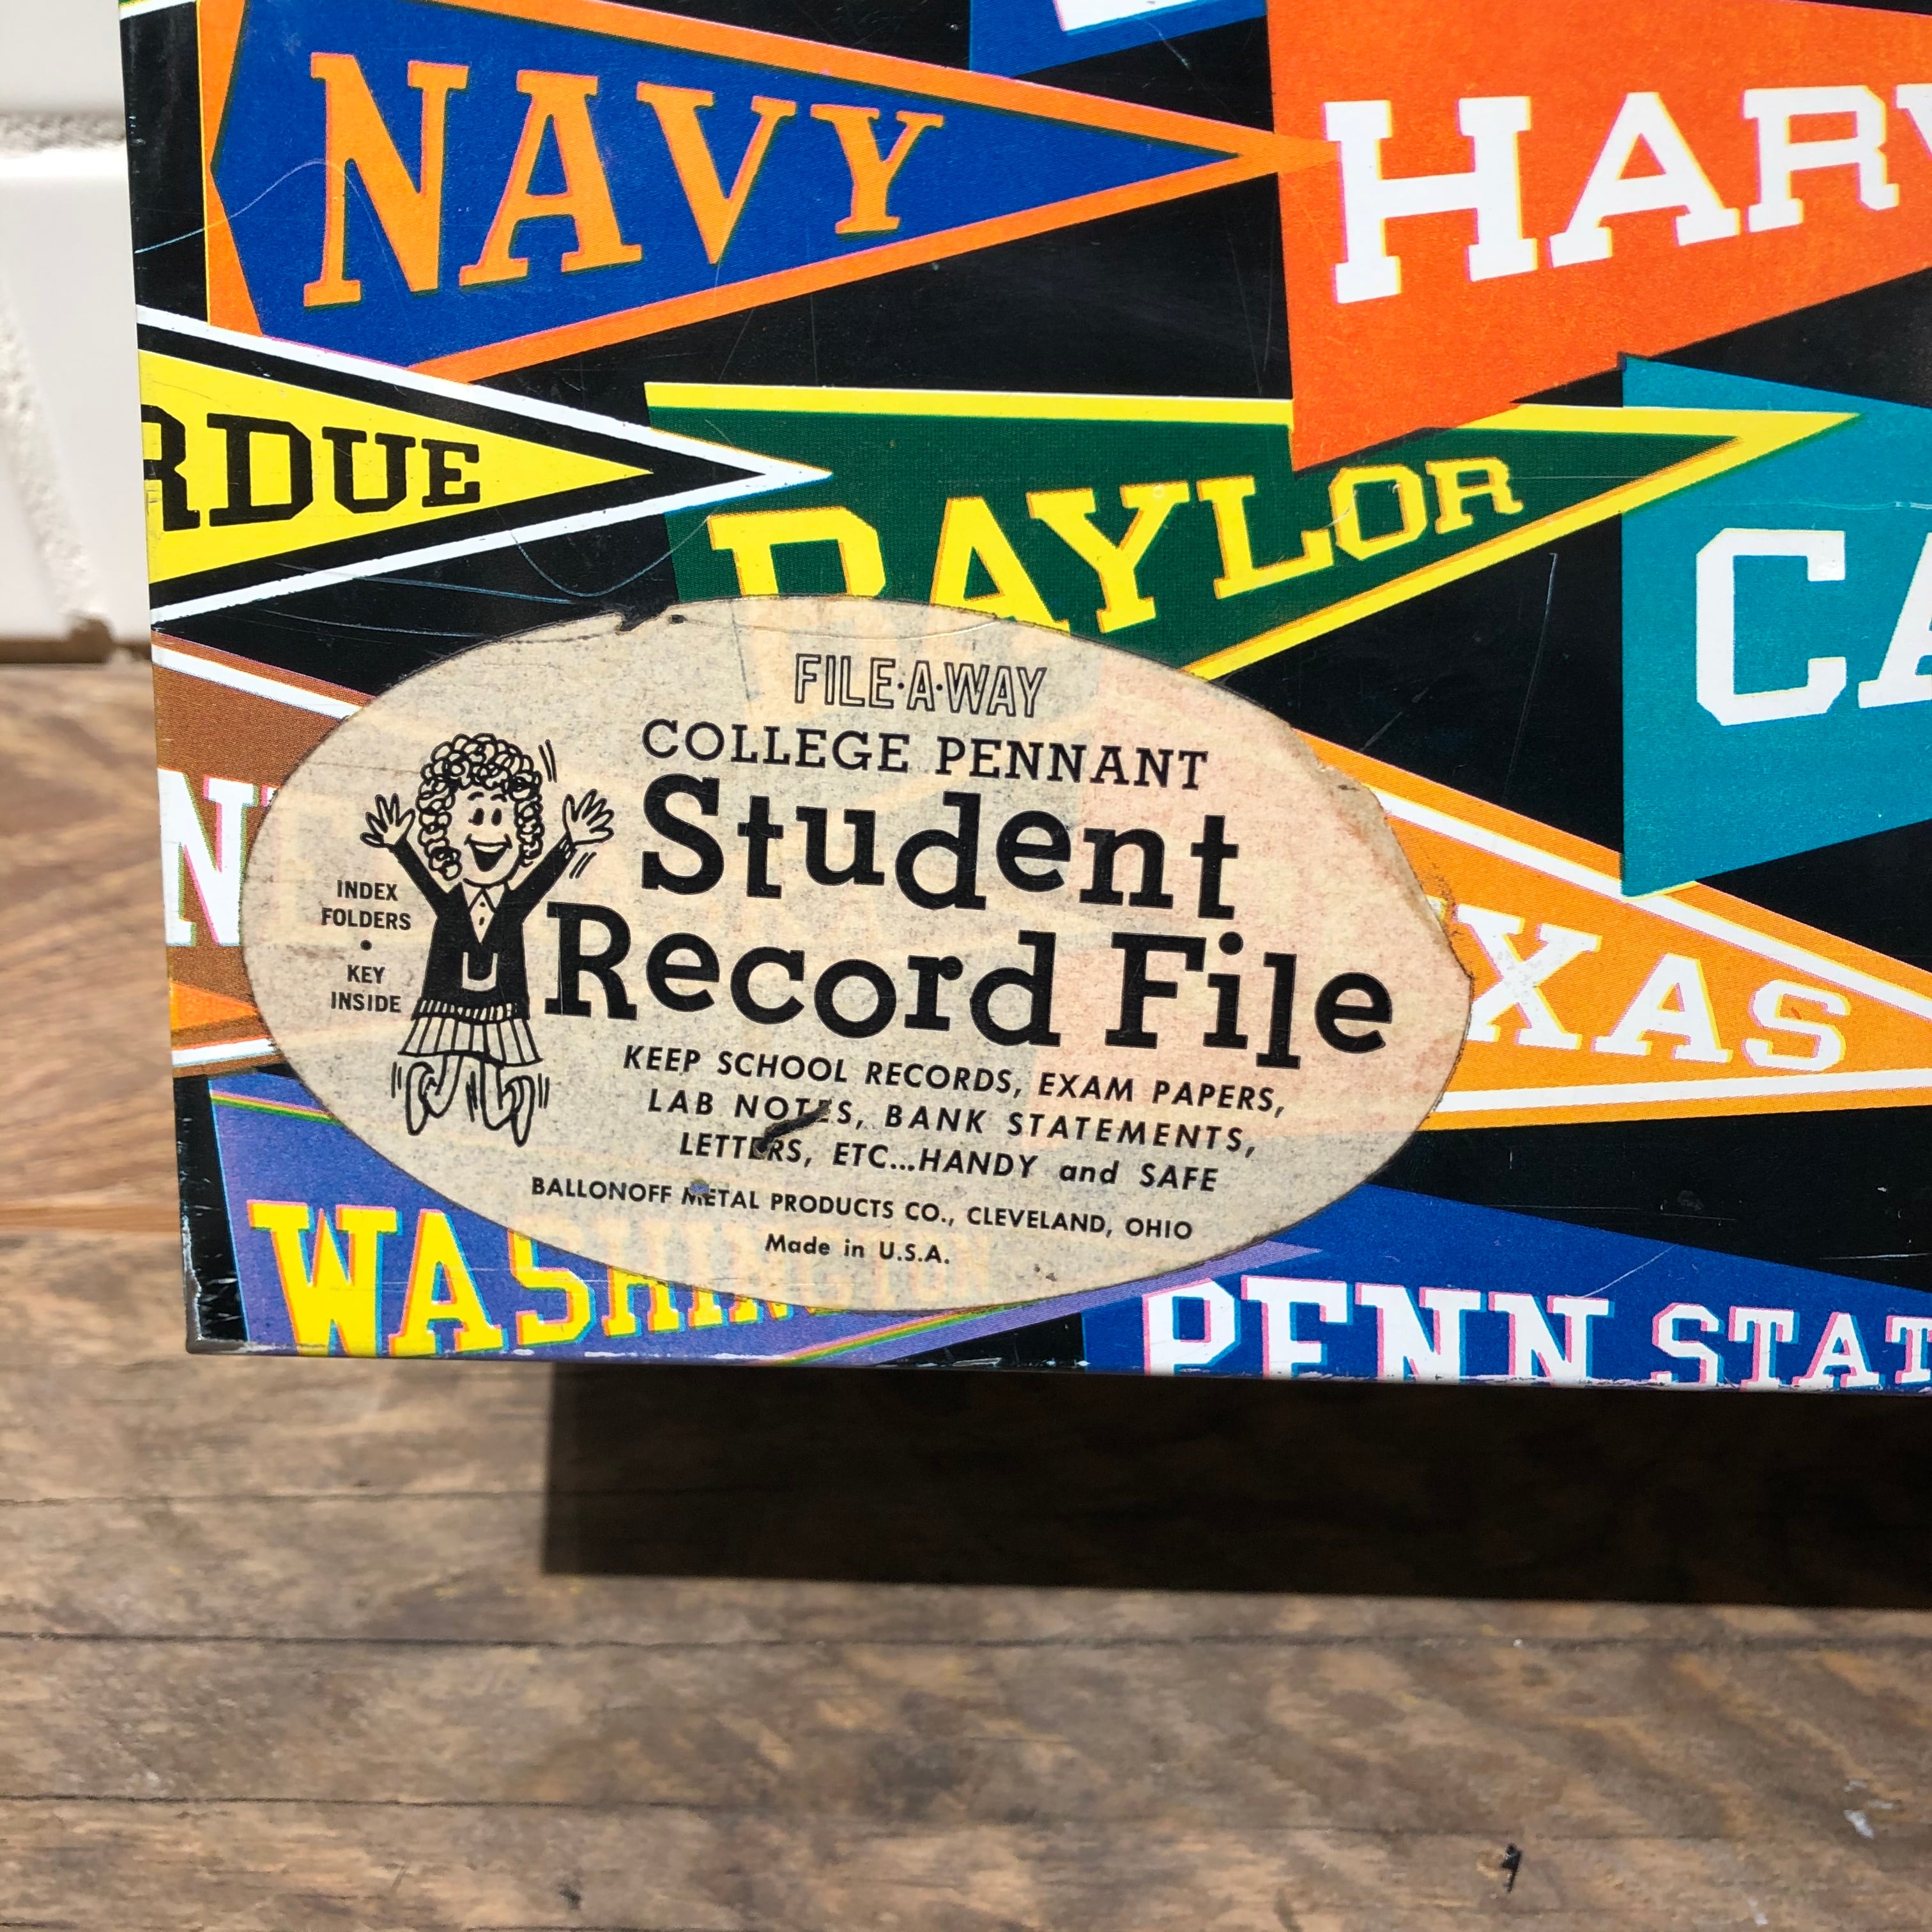 NAVY
HARV
RDUE
BAYLOR
CA
FILE·A·WAY
COLLEGE PENNANT
Student
Record File
INDEX
FOLDERS
•
KEY
INSIDE
KEEP SCHOOL RECORDS, EXAM PAPERS,
LAB NOTES, BANK STATEMENTS,
LETTERS, ETC...HANDY and SAFE
BALLONOFF METAL PRODUCTS CO., CLEVELAND, OHIO
Made in U.S.A.
N
XAS
WASHINGTON
PENN STAT